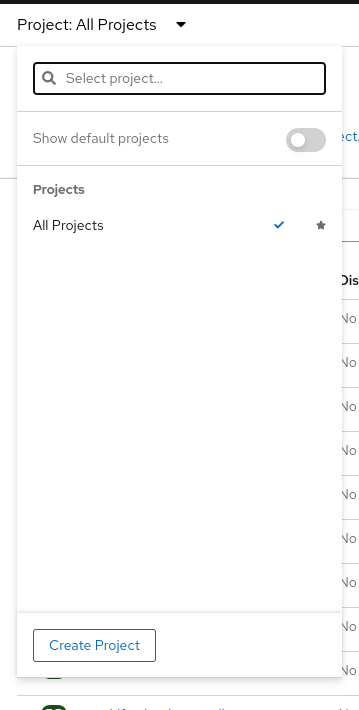 Project: All Projects
Select project...
ect.
Show default projects
Projects
All Projects
Dis
No
No
No
No
No
No
No
No
No
Create Project